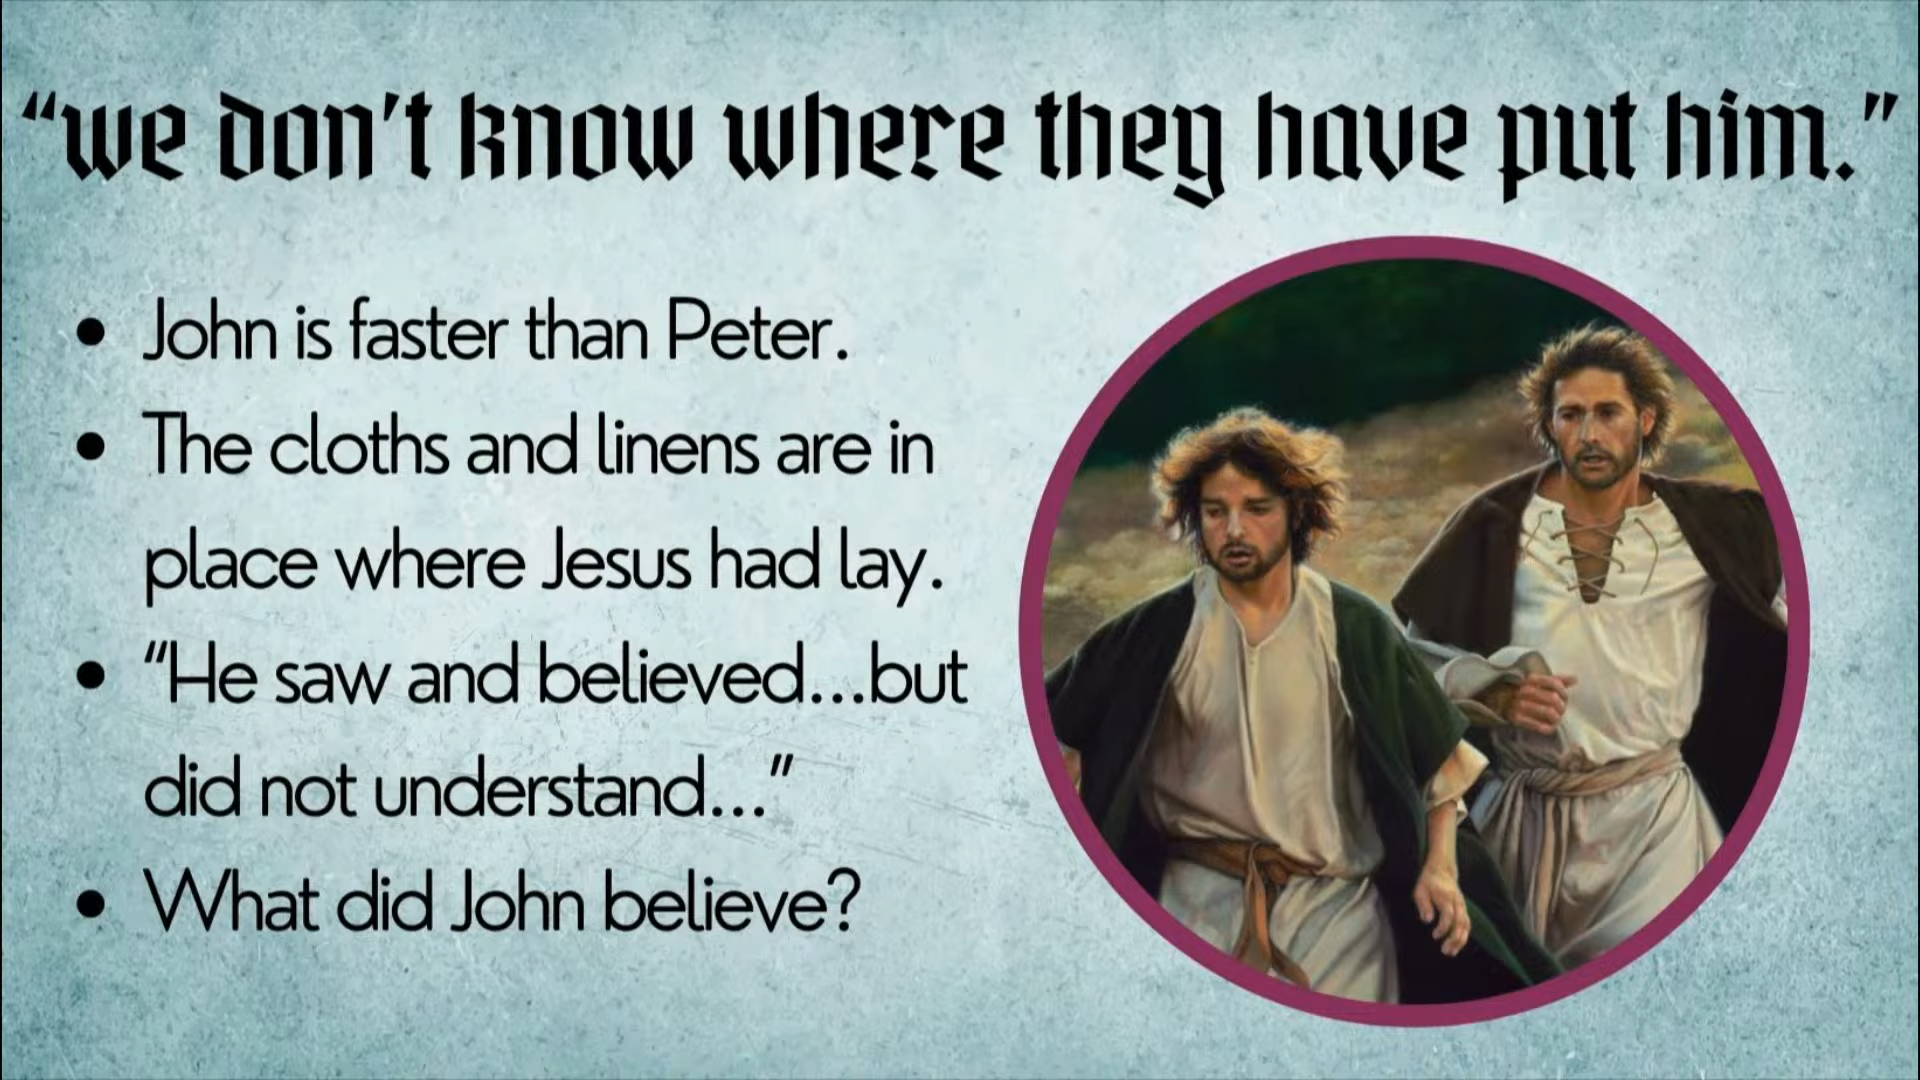 “we don't know where they have put him.”
• John is faster than Peter.
• The cloths and linens are in
place where Jesus had lay.
• “He saw and believed...but
did not understand...”
• What did John believe?